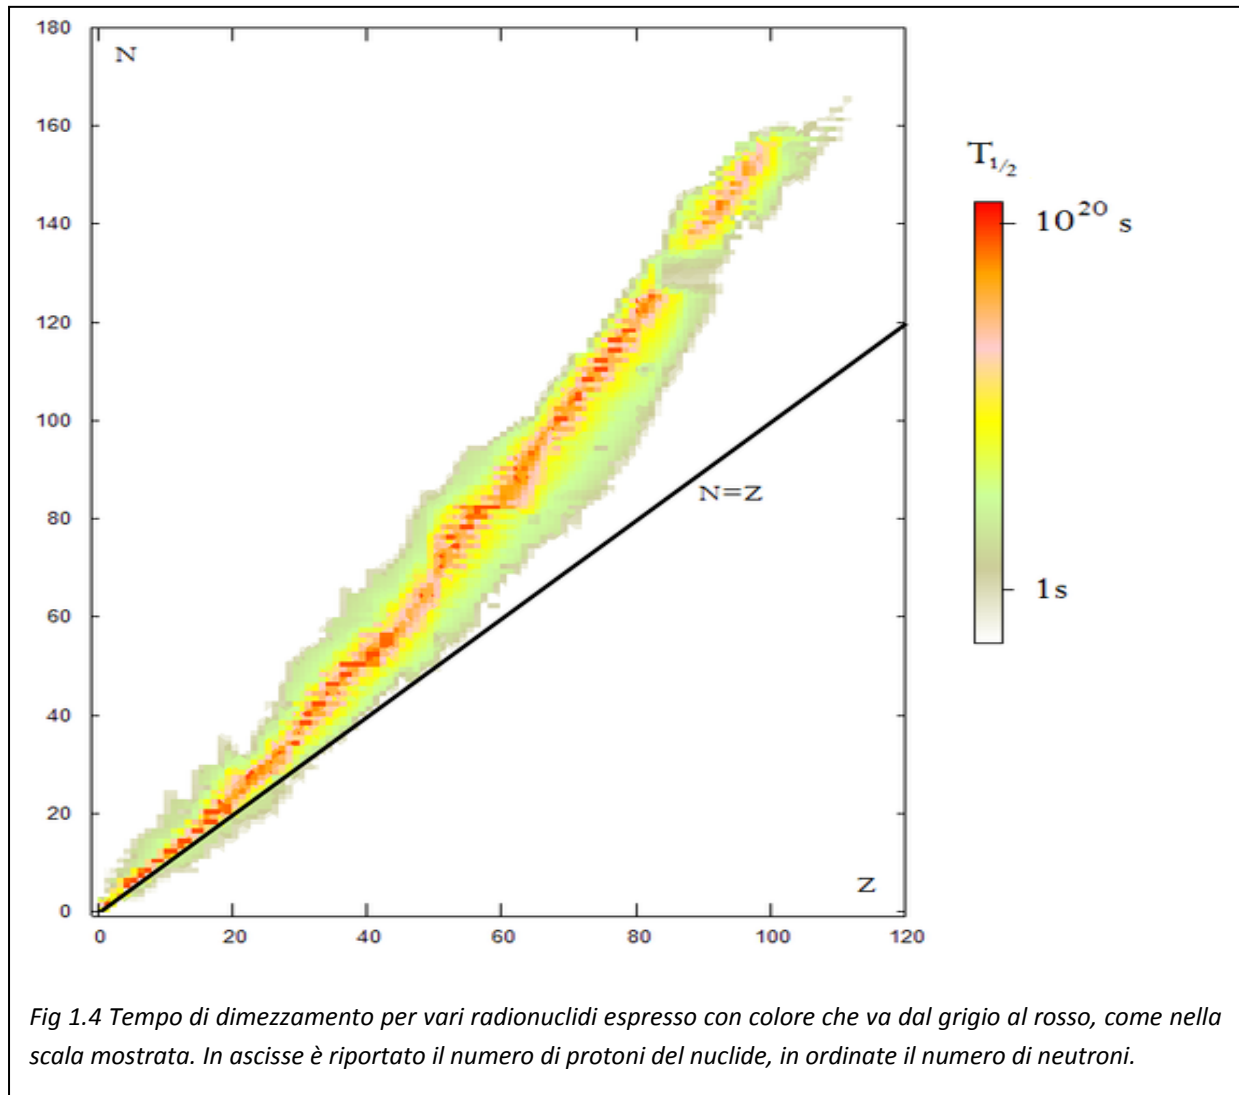 180
N
160
140
120
100
80
60
40
20
0
T1/2
10^20 s
1s
N=Z
Z
0 20 40 60 80 100 120
Fig 1.4 Tempo di dimezzamento per vari radionuclidi espresso con colore che va dal grigio al rosso, come nella
scala mostrata. In ascisse è riportato il numero di protoni del nuclide, in ordinate il numero di neutroni.